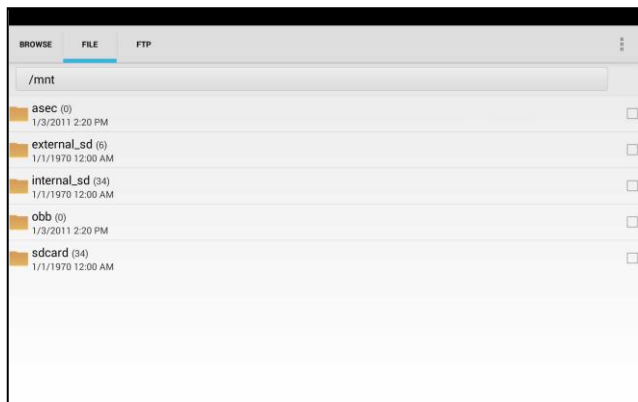 BROWSE FILE FTP
/mnt
asec (0)
1/3/2011 2:20 PM
external_sd (6)
1/1/1970 12:00 AM
internal_sd (34)
1/1/1970 12:00 AM
obb (0)
1/3/2011 2:20 PM
sdcard (34)
1/1/1970 12:00 AM